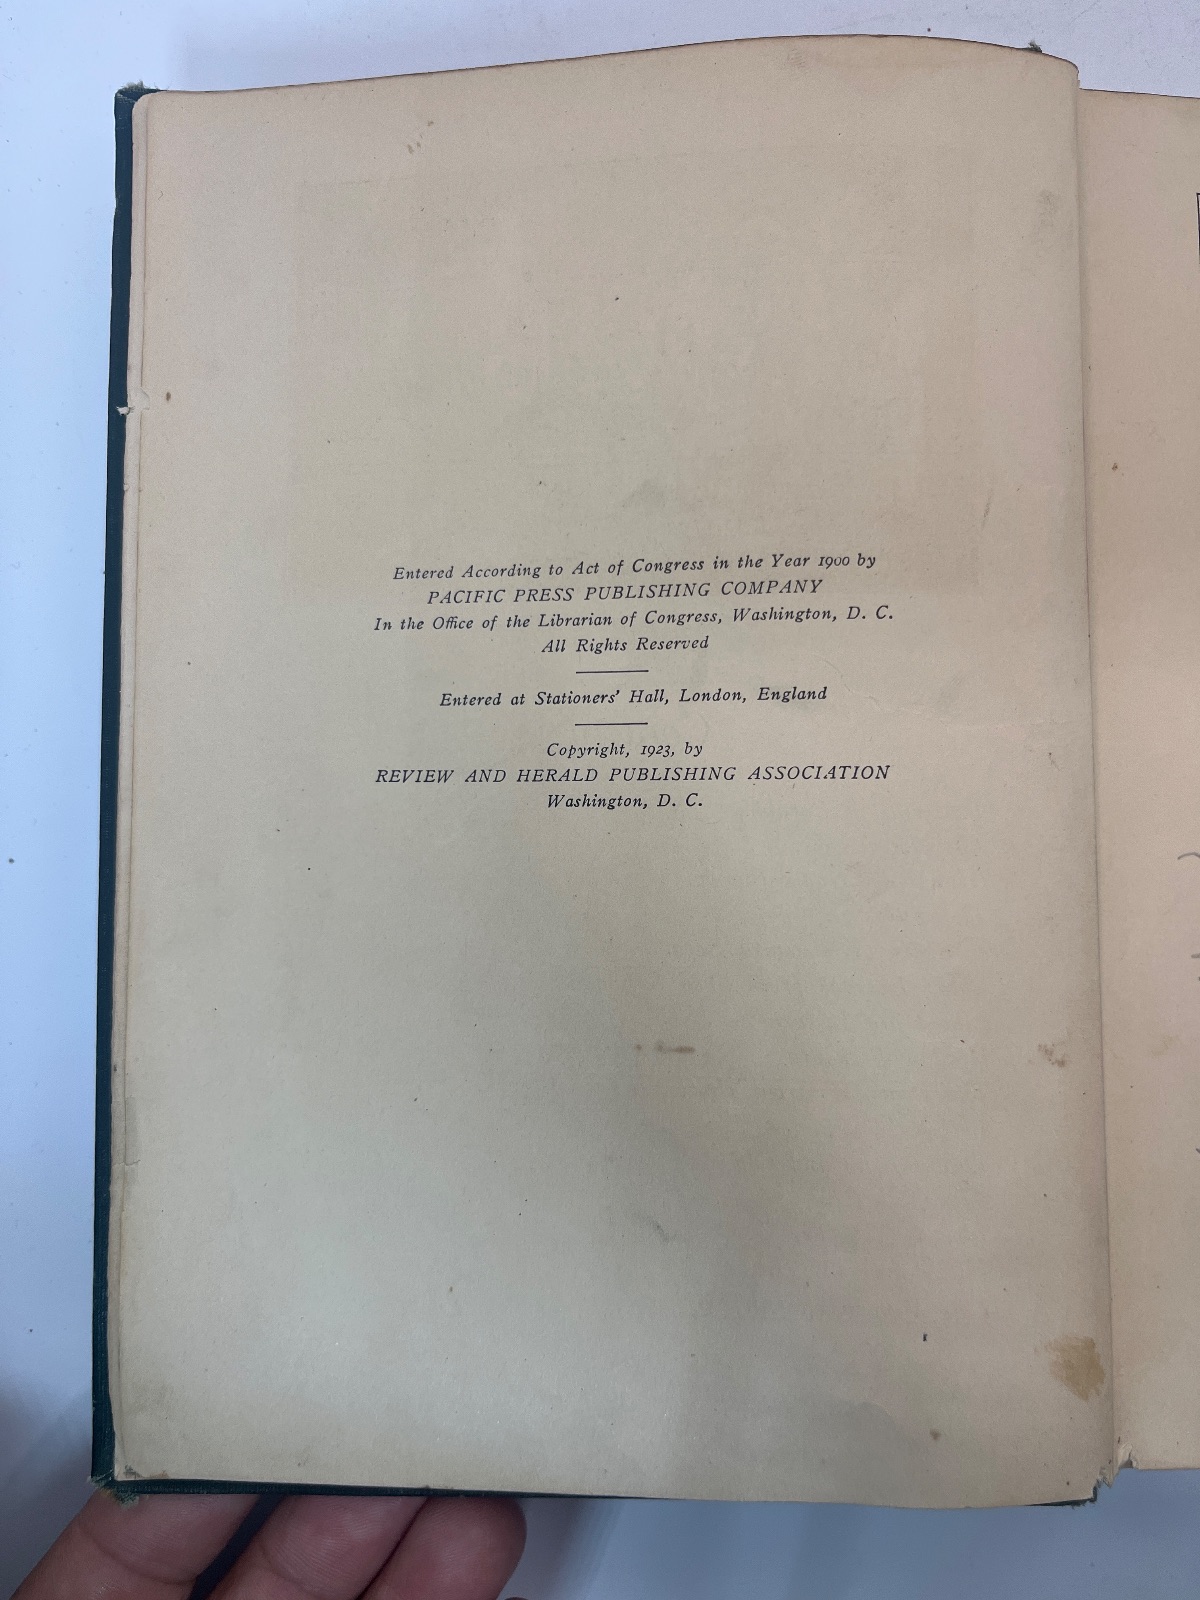 Entered According to Act of Congress in the Year 1900 by
PACIFIC PRESS PUBLISHING COMPANY
In the Office of the Librarian of Congress, Washington, D. C.
All Rights Reserved
Entered at Stationers' Hall, London, England
Copyright, 1923, by
REVIEW AND HERALD PUBLISHING ASSOCIATION
Washington, D. C.